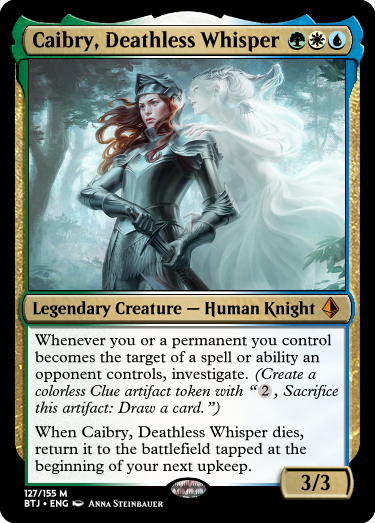 Caibry, Deathless Whisper
Legendary Creature — Human Knight
Whenever you or a permanent you control
becomes the target of a spell or ability an
opponent controls, investigate. (Create a
colorless Clue artifact token with “2, Sacrifice
this artifact: Draw a card.”)
When Caibry, Deathless Whisper dies,
return it to the battlefield tapped at the
beginning of your next upkeep.
3/3
127/155 M
BTJ • ENG Anna Steinbauer